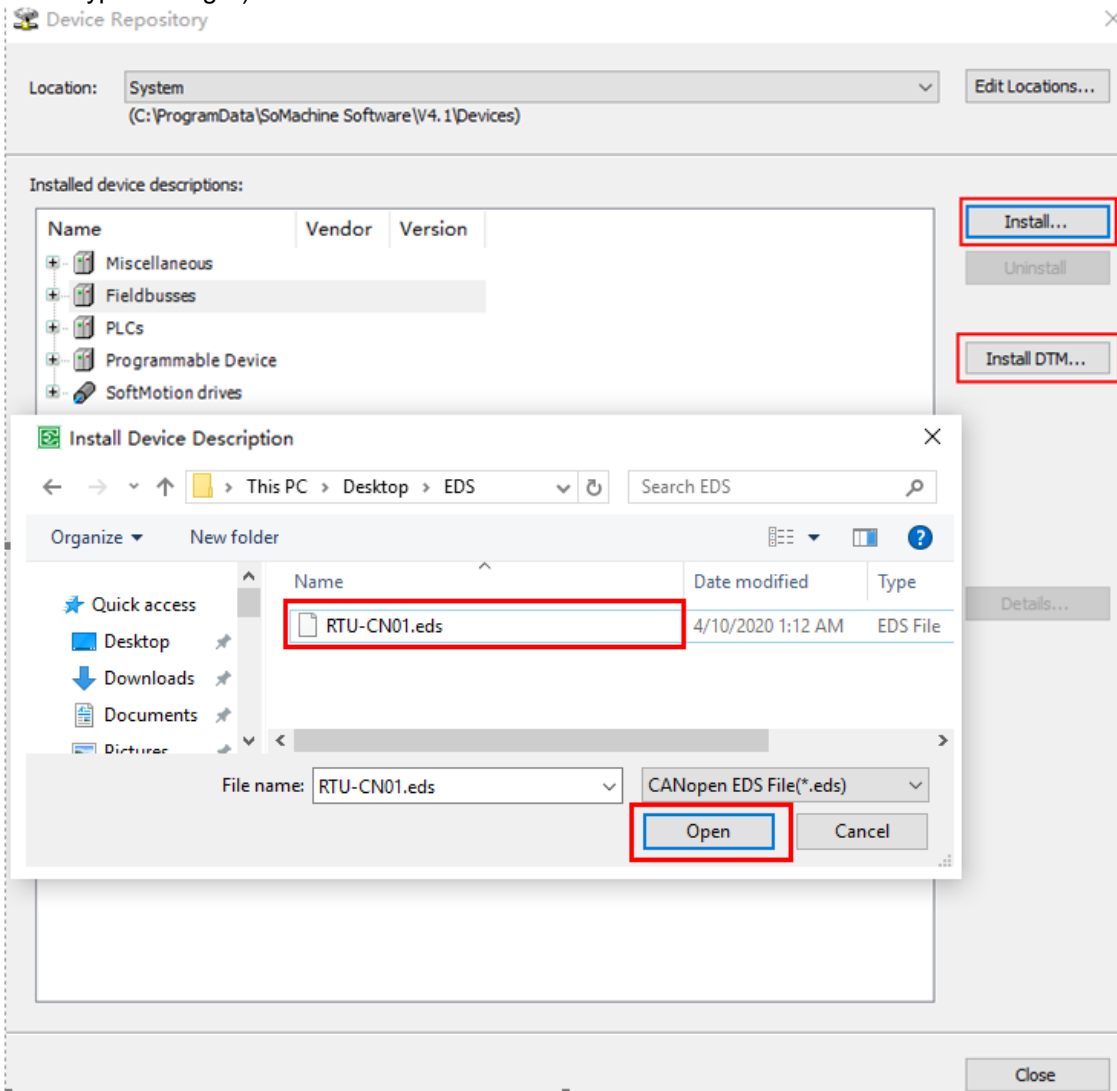 Device Repository
Location: System Edit Locations...
(C:\ProgramData\SoMachine Software\V4.1\Devices)
Installed device descriptions:
Name Vendor Version
Install...
Miscellaneous
Uninstall
Fieldbusses
PLCs
Programmable Device
Install DTM...
SoftMotion drives
Install Device Description
This PC > Desktop > EDS
Search EDS
Organize New folder
Name Date modified Type
Quick access
Details...
RTU-CN01.eds 4/10/2020 1:12 AM EDS File
Desktop
Downloads
Documents
Pictures
File name: RTU-CN01.eds CANopen EDS File(*.eds)
Open Cancel
Close